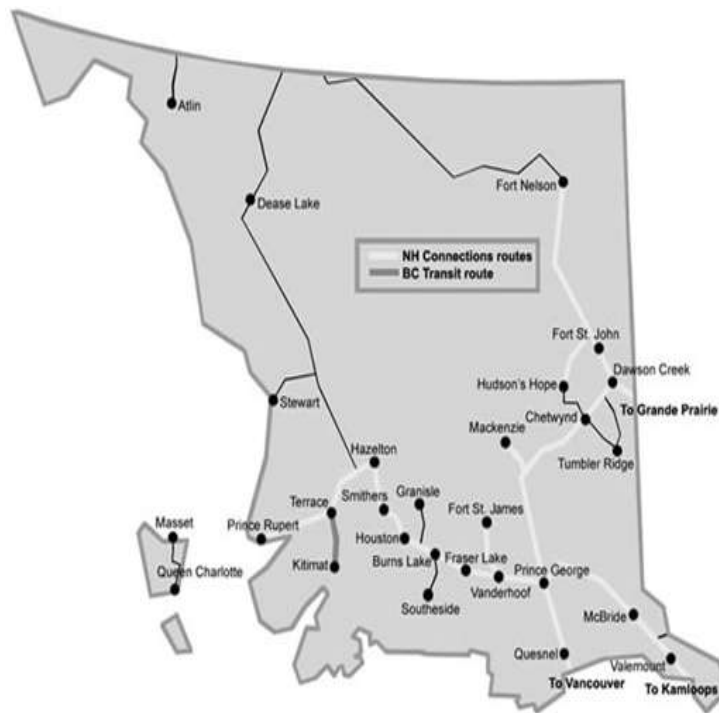 Atlin
Fort Nelson
Dease Lake
NH Connections routes
BC Transit route
Fort St. John
Dawson Creek
Hudson's Hope
Stewart
To Grande Prairie
Chetwynd
Mackenzie
Tumbler Ridge
Hazelton
Smithers
Granisle
Terrace
Fort St. James
Masset
Prince Rupert
Houston
Burns Lake
Fraser Lake
Prince George
Queen Charlotte
Kitimat
Vanderhoof
Southeside
McBride
Quesnel
Valemount
To Vancouver
To Kamloops